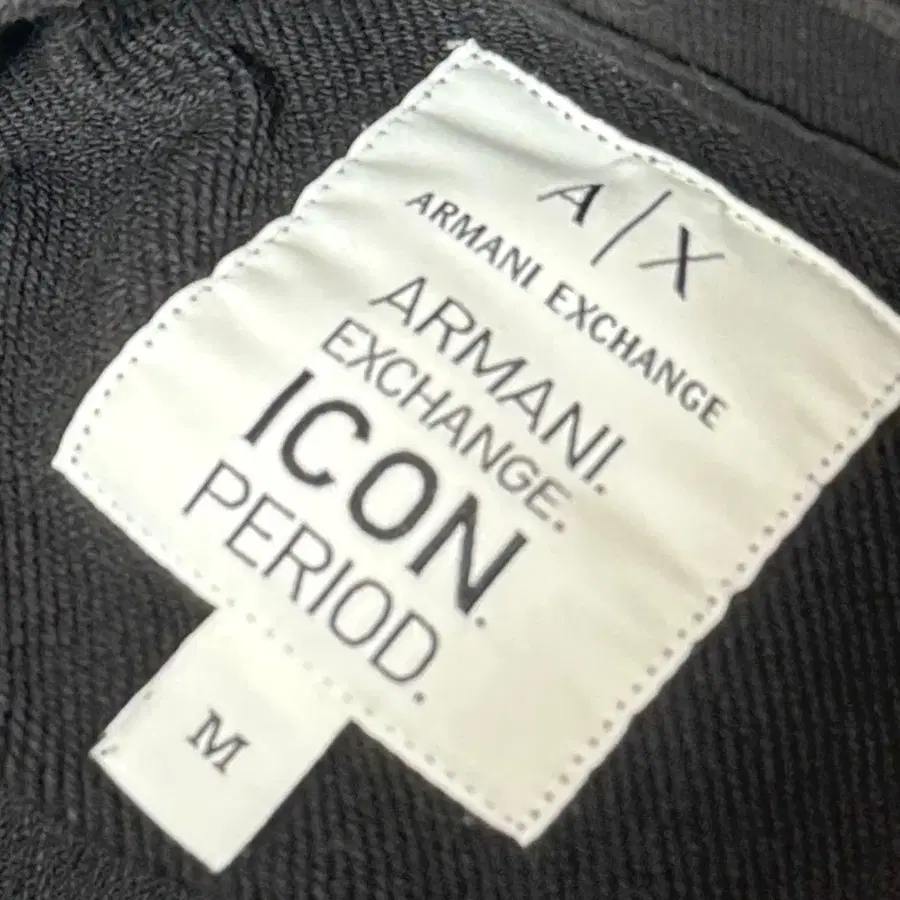 A/X
ARMANI EXCHANGE
ARMANI.
EXCHANGE.
ICON.
PERIOD.
M